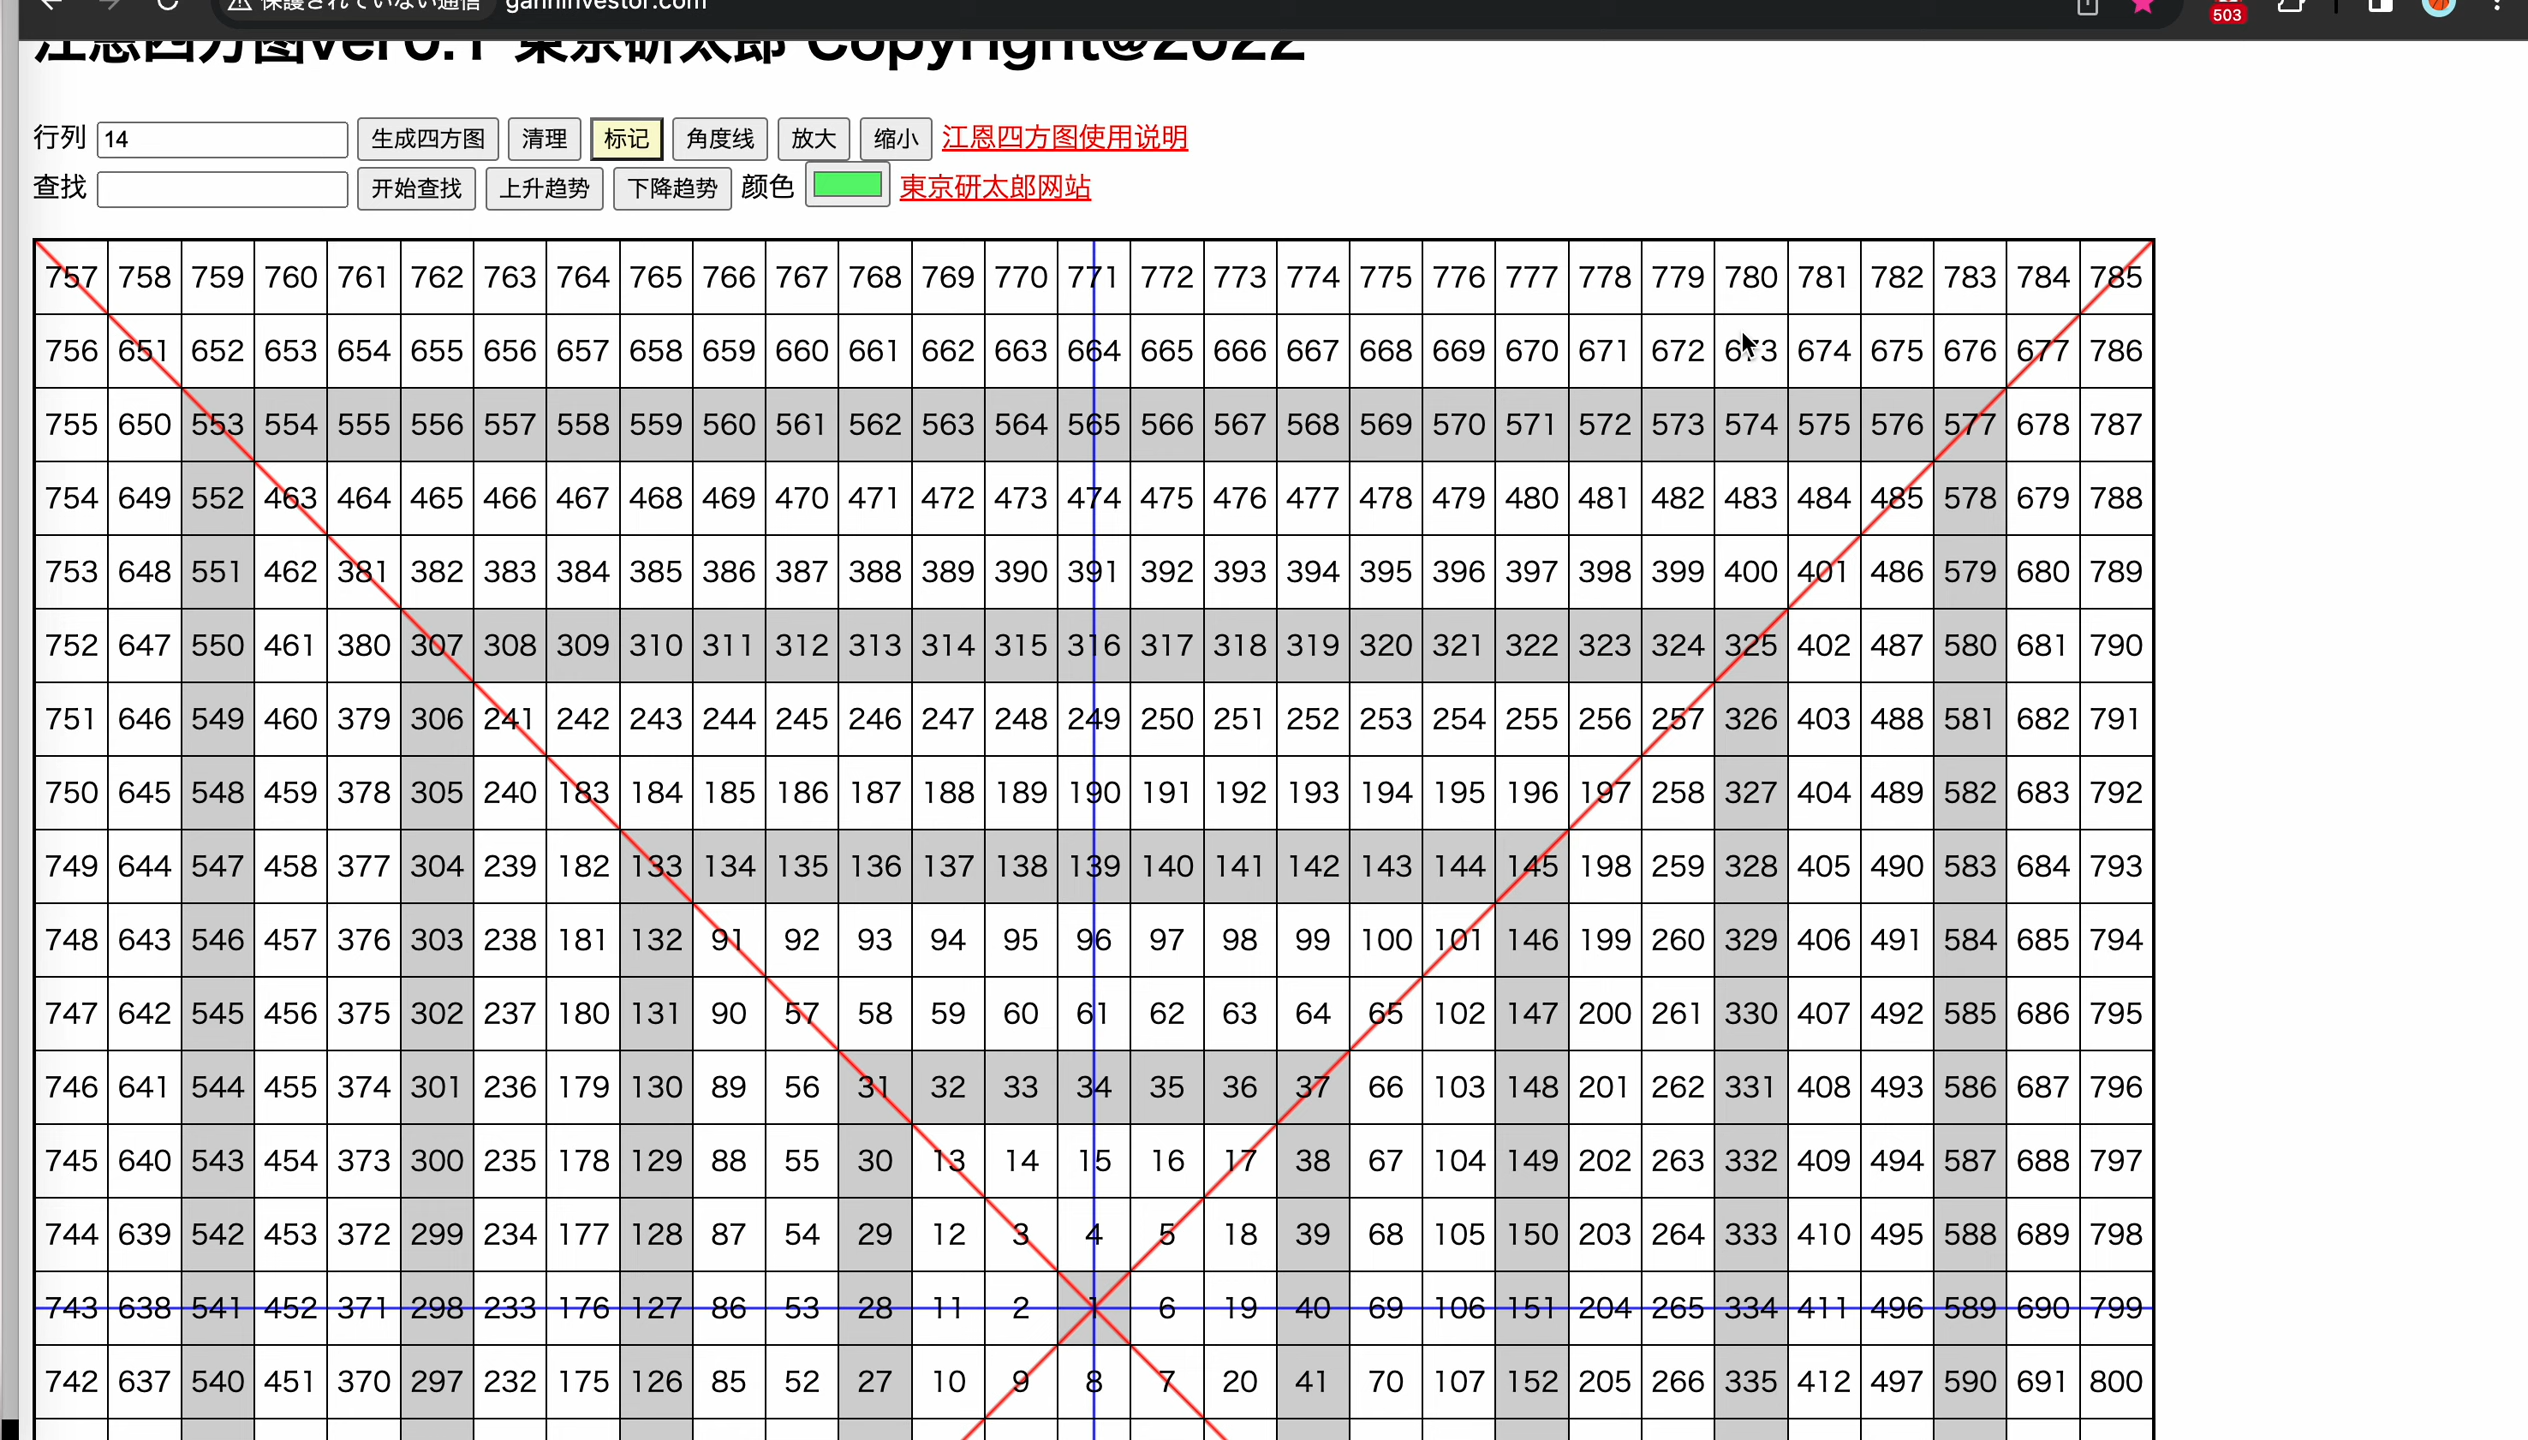 保護されていない通信 ganninvestor.com
503
江恩四方图ver0.1 東京研太郎 Copyright@2022
行列 14 生成四方图 清理 标记 角度线 放大 缩小 江恩四方图使用说明
查找 开始查找 上升趋势 下降趋势 颜色 東京研太郎网站
757 758 759 760 761 762 763 764 765 766 767 768 769 770 771 772 773 774 775 776 777 778 779 780 781 782 783 784 785
756 651 652 653 654 655 656 657 658 659 660 661 662 663 664 665 666 667 668 669 670 671 672 673 674 675 676 677 786
755 650 553 554 555 556 557 558 559 560 561 562 563 564 565 566 567 568 569 570 571 572 573 574 575 576 577 678 787
754 649 552 463 464 465 466 467 468 469 470 471 472 473 474 475 476 477 478 479 480 481 482 483 484 485 578 679 788
753 648 551 462 381 382 383 384 385 386 387 388 389 390 391 392 393 394 395 396 397 398 399 400 401 486 579 680 789
752 647 550 461 380 307 308 309 310 311 312 313 314 315 316 317 318 319 320 321 322 323 324 325 402 487 580 681 790
751 646 549 460 379 306 241 242 243 244 245 246 247 248 249 250 251 252 253 254 255 256 257 326 403 488 581 682 791
750 645 548 459 378 305 240 183 184 185 186 187 188 189 190 191 192 193 194 195 196 197 258 327 404 489 582 683 792
749 644 547 458 377 304 239 182 133 134 135 136 137 138 139 140 141 142 143 144 145 198 259 328 405 490 583 684 793
748 643 546 457 376 303 238 181 132 91 92 93 94 95 96 97 98 99 100 101 146 199 260 329 406 491 584 685 794
747 642 545 456 375 302 237 180 131 90 57 58 59 60 61 62 63 64 65 102 147 200 261 330 407 492 585 686 795
746 641 544 455 374 301 236 179 130 89 56 31 32 33 34 35 36 37 66 103 148 201 262 331 408 493 586 687 796
745 640 543 454 373 300 235 178 129 88 55 30 13 14 15 16 17 38 67 104 149 202 263 332 409 494 587 688 797
744 639 542 453 372 299 234 177 128 87 54 29 12 3 4 5 18 39 68 105 150 203 264 333 410 495 588 689 798
743 638 541 452 371 298 233 176 127 86 53 28 11 2 1 6 19 40 69 106 151 204 265 334 411 496 589 690 799
742 637 540 451 370 297 232 175 126 85 52 27 10 9 8 7 20 41 70 107 152 205 266 335 412 497 590 691 800